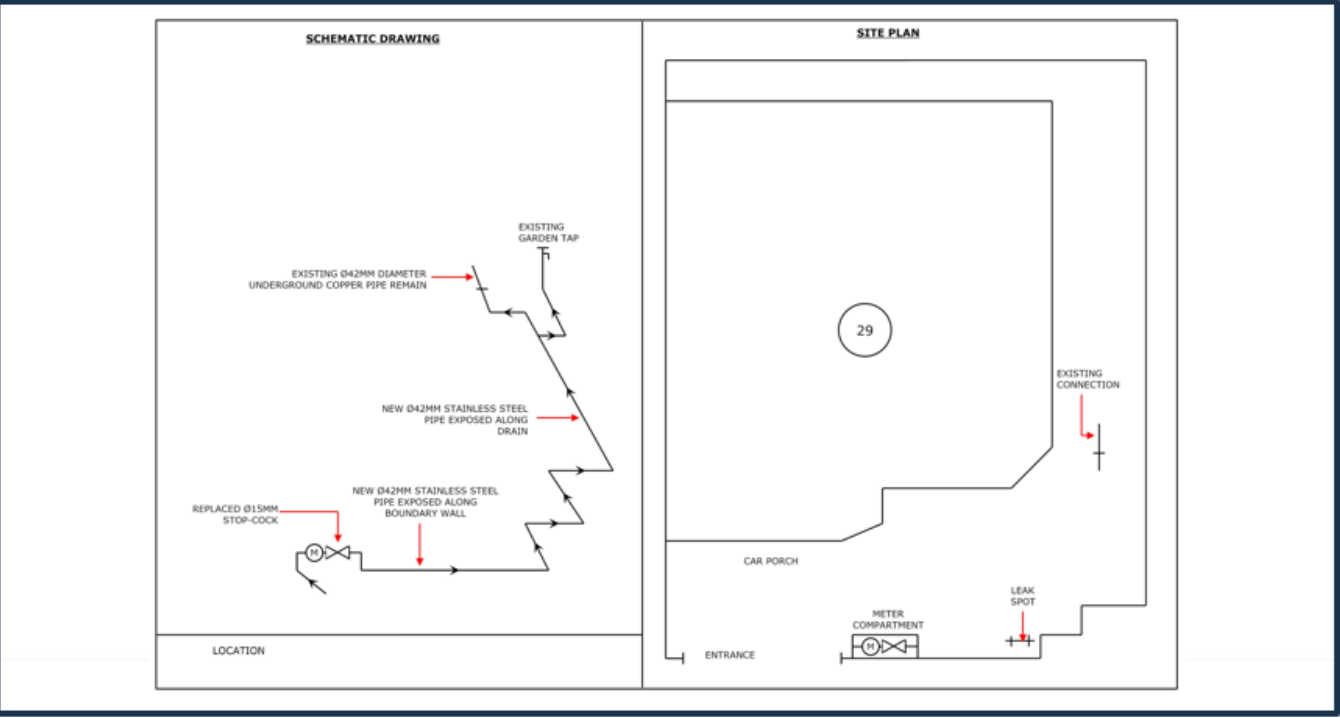 SCHEMATIC DRAWING
EXISTING
GARDEN TAP
EXISTING Ø42MM DIAMETER
UNDERGROUND COPPER PIPE REMAIN
NEW Ø42MM STAINLESS STEEL
PIPE EXPOSED ALONG
DRAIN
NEW Ø42MM STAINLESS STEEL
PIPE EXPOSED ALONG
BOUNDARY WALL
REPLACED Ø15MM
STOP-COCK
M
LOCATION
SITE PLAN
29
EXISTING
CONNECTION
CAR PORCH
LEAK
SPOT
METER
COMPARTMENT
M
ENTRANCE